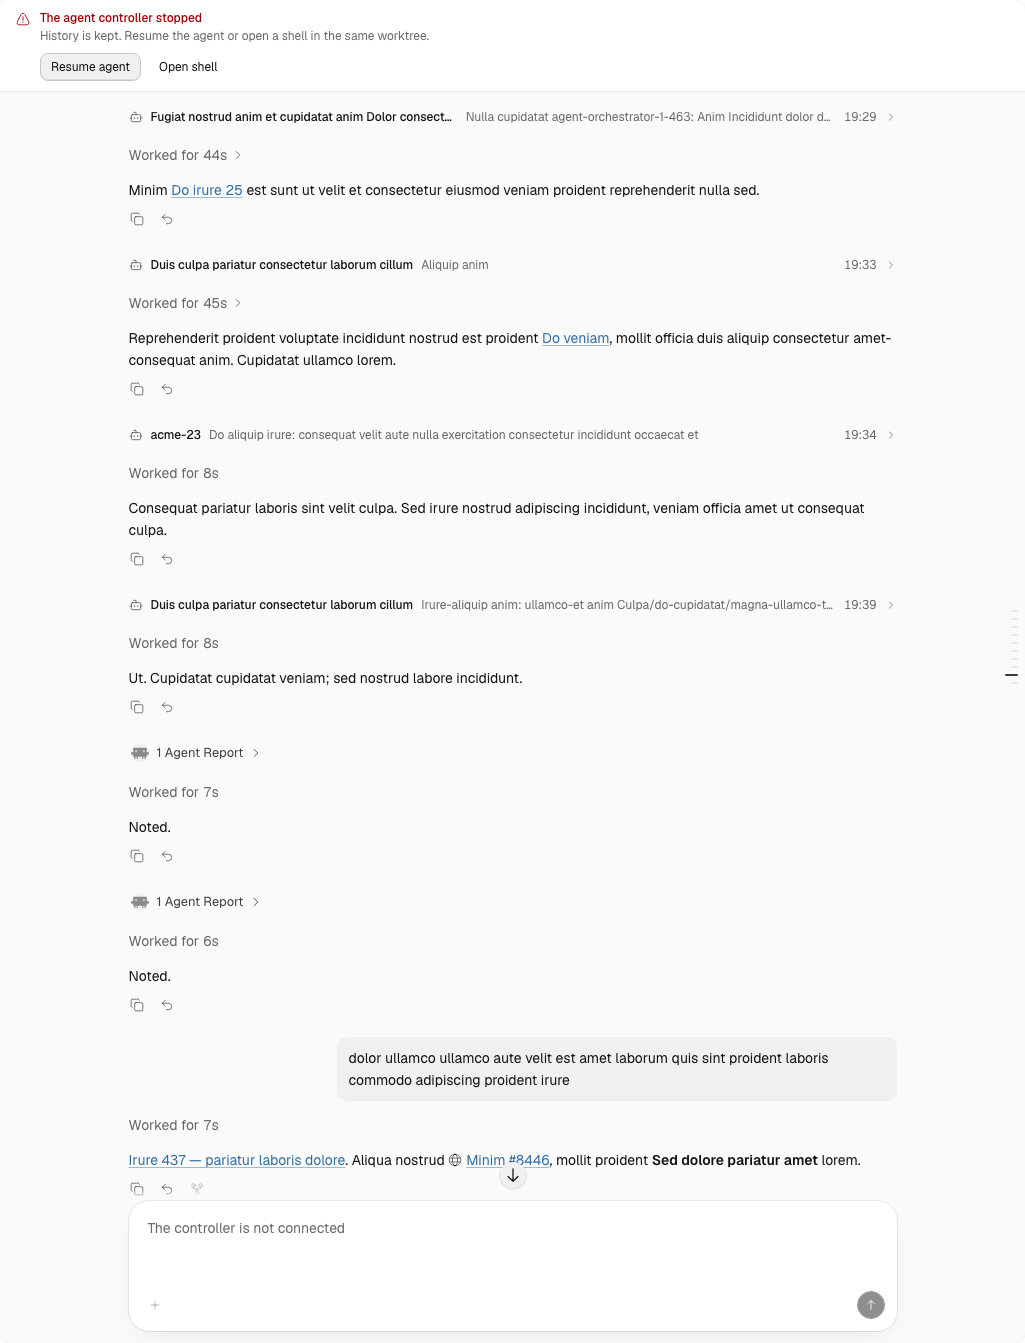 The agent controller stopped
History is kept. Resume the agent or open a shell in the same worktree.
Resume agent
Open shell
Fugiat nostrud anim et cupidatat anim Dolor consect... Nulla cupidatat agent-orchestrator-1-463: Anim Incididunt dolor d... 19:29
Worked for 44s
Minim Do irure 25 est sunt ut velit et consectetur eiusmod veniam proident reprehenderit nulla sed.
Duis culpa pariatur consectetur laborum cillum Aliquip anim 19:33
Worked for 45s
Reprehenderit proident voluptate incididunt nostrud est proident Do veniam, mollit officia duis aliquip consectetur amet-
consequat anim. Cupidatat ullamco lorem.
acme-23 Do aliquip irure: consequat velit aute nulla exercitation consectetur incididunt occaecat et 19:34
Worked for 8s
Consequat pariatur laboris sint velit culpa. Sed irure nostrud adipiscing incididunt, veniam officia amet ut consequat
culpa.
Duis culpa pariatur consectetur laborum cillum Irure-aliquip anim: ullamco-et anim Culpa/do-cupidatat/magna-ullamco-t... 19:39
Worked for 8s
Ut. Cupidatat cupidatat veniam; sed nostrud labore incididunt.
1 Agent Report
Worked for 7s
Noted.
1 Agent Report
Worked for 6s
Noted.
dolor ullamco ullamco aute velit est amet laborum quis sint proident laboris
commodo adipiscing proident irure
Worked for 7s
Irure 437 — pariatur laboris dolore. Aliqua nostrud Minim #8446, mollit proident Sed dolore pariatur amet lorem.
The controller is not connected